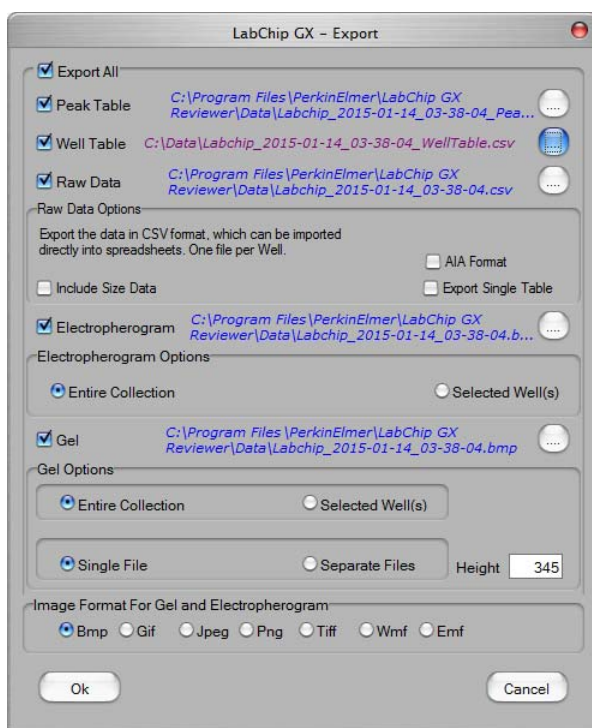 LabChip GX - Export
Export All
Peak Table
C:\Program Files\PerkinElmer\LabChip GX
Reviewer\Data\Labchip_2015-01-14_03-38-04_Pea...
....
Well Table
C:\Data\Labchip_2015-01-14_03-38-04_WellTable.csv
....
Raw Data
C:\Program Files\PerkinElmer\LabChip GX
Reviewer\Data\Labchip_2015-01-14_03-38-04.csv
....
Raw Data Options
Export the data in CSV format, which can be imported
directly into spreadsheets. One file per Well.
AIA Format
Include Size Data
Export Single Table
Electropherogram
C:\Program Files\PerkinElmer\LabChip GX
Reviewer\Data\Labchip_2015-01-14_03-38-04.b...
....
Electropherogram Options
Entire Collection
Selected Well(s)
Gel
C:\Program Files\PerkinElmer\LabChip GX
Reviewer\Data\Labchip_2015-01-14_03-38-04.bmp
....
Gel Options
Entire Collection
Selected Well(s)
Single File
Separate Files
Height
345
Image Format For Gel and Electropherogram
Bmp Gif Jpeg Png Tiff Wmf Emf
Ok
Cancel